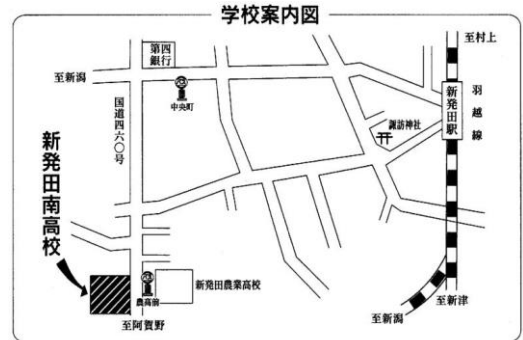 学校案内図
至村上
第四
銀行
至新潟
中央町
国道四六〇号
新発田駅
羽越線
諏訪神社
新発田南高校
新発田農業高校
農高前
至阿賀野
至新潟
至新津